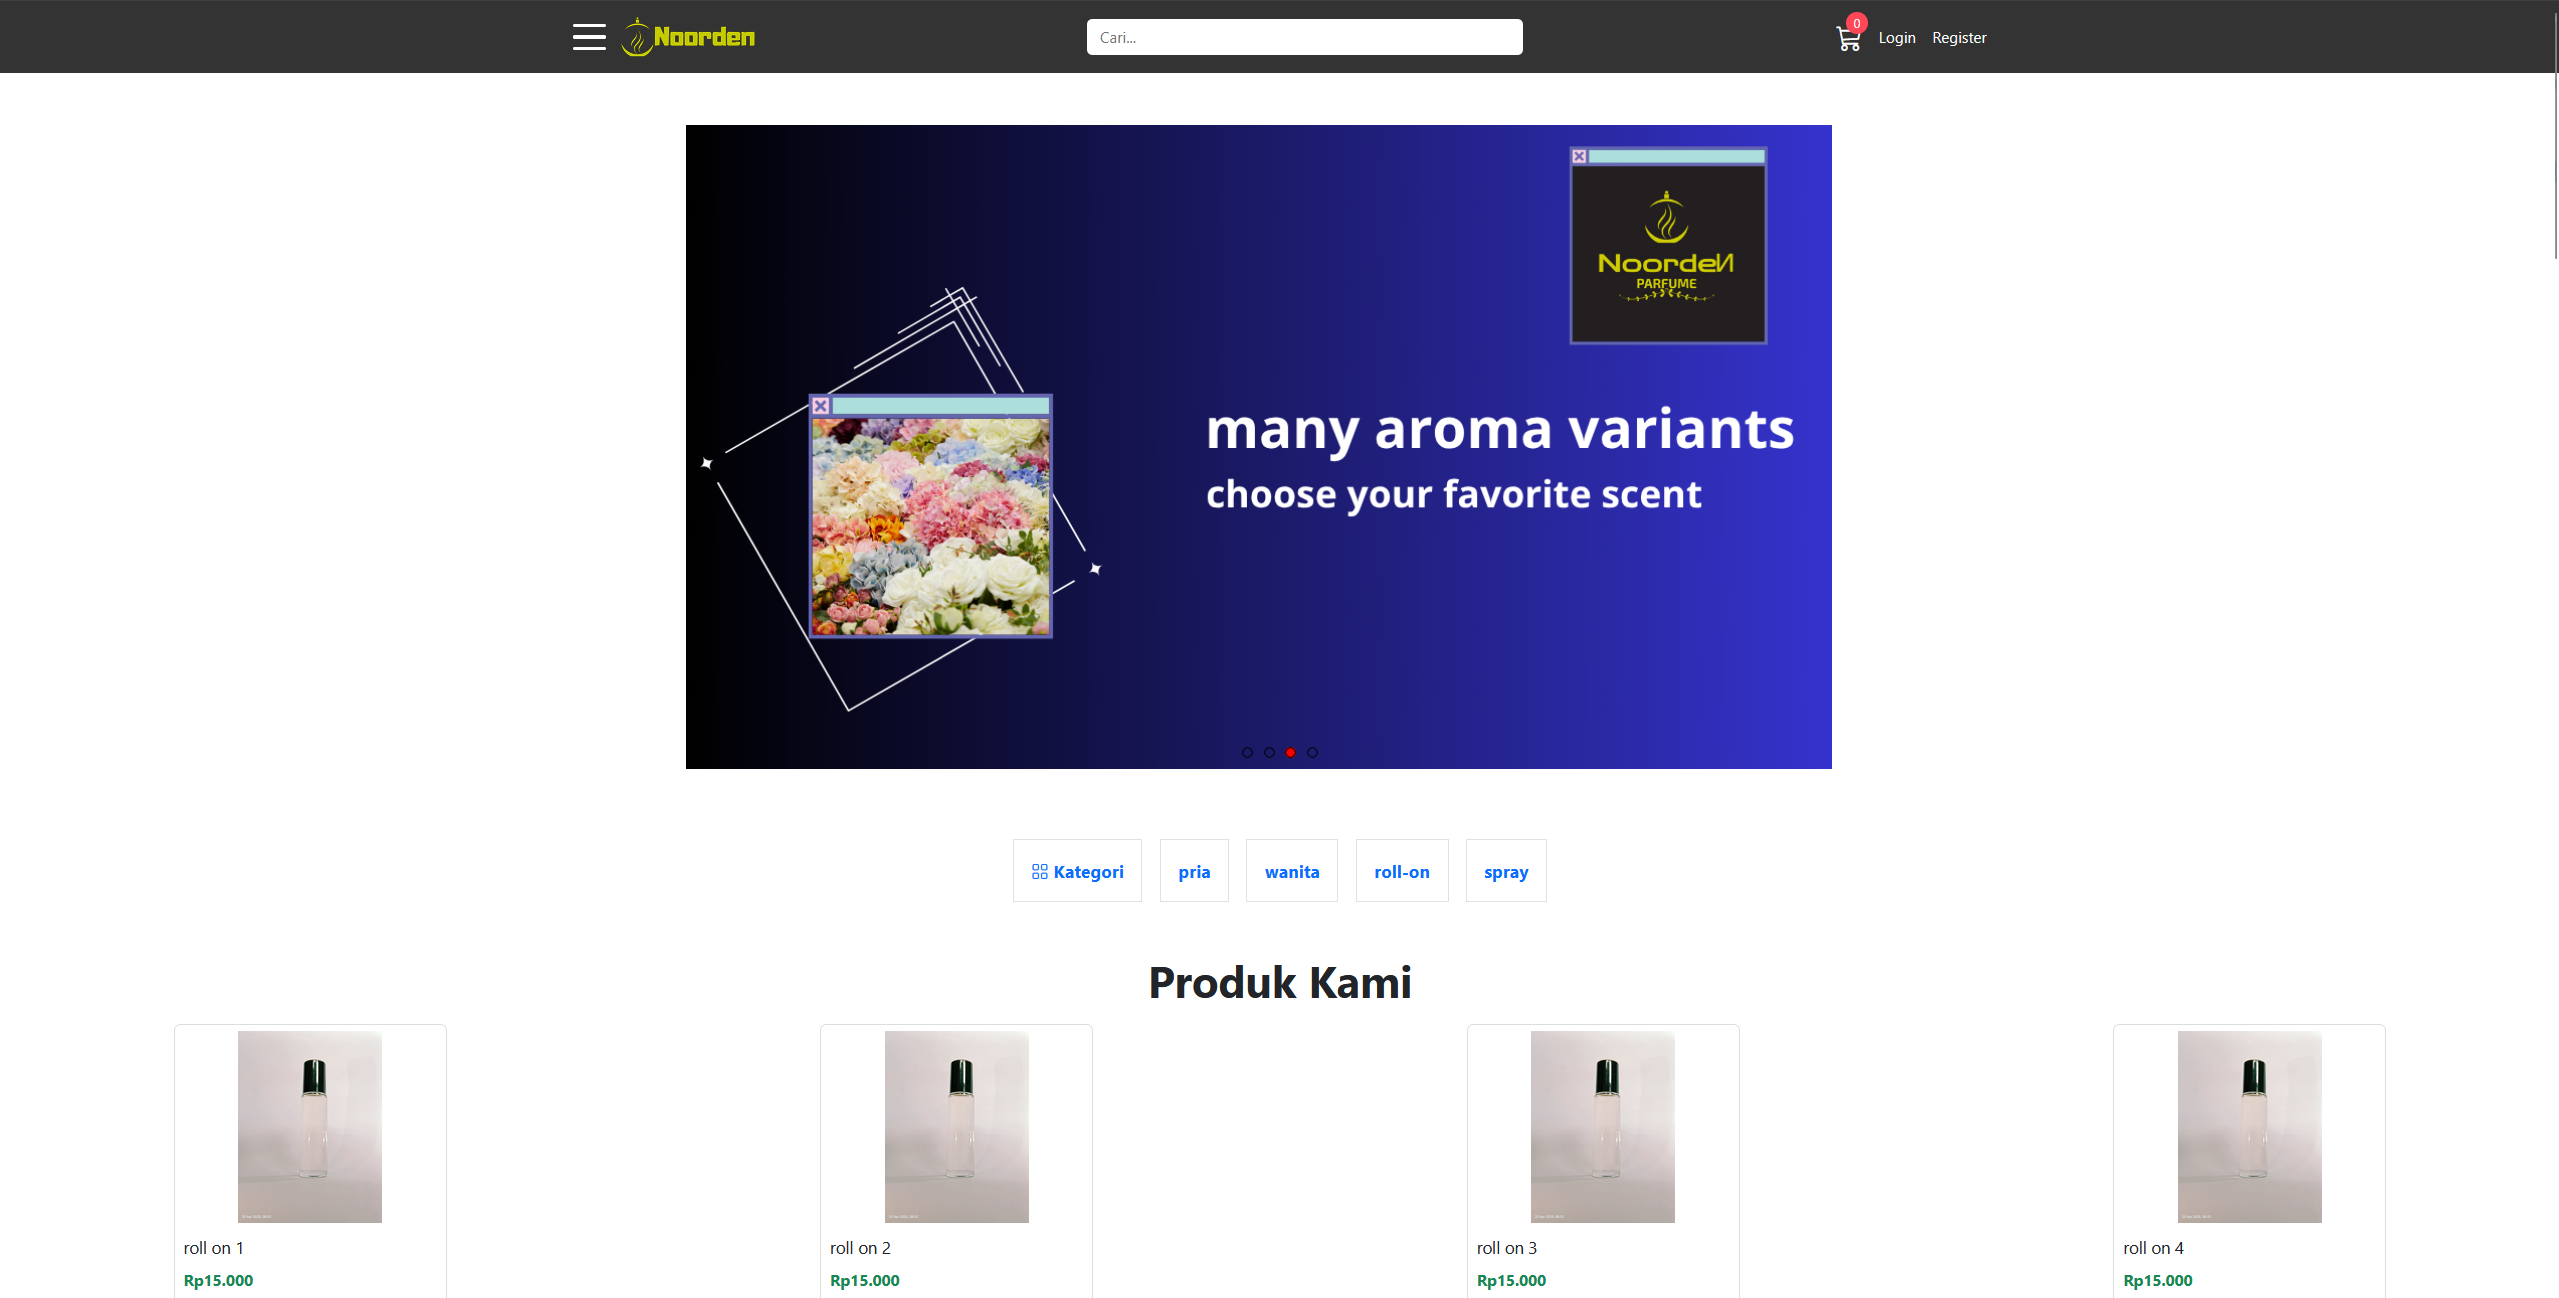 Noorden
Cari...
0
Login
Register
NoordeN
PARFUME
many aroma variants
choose your favorite scent
Kategori
pria
wanita
roll-on
spray
Produk Kami
roll on 1
Rp15.000
roll on 2
Rp15.000
roll on 3
Rp15.000
roll on 4
Rp15.000